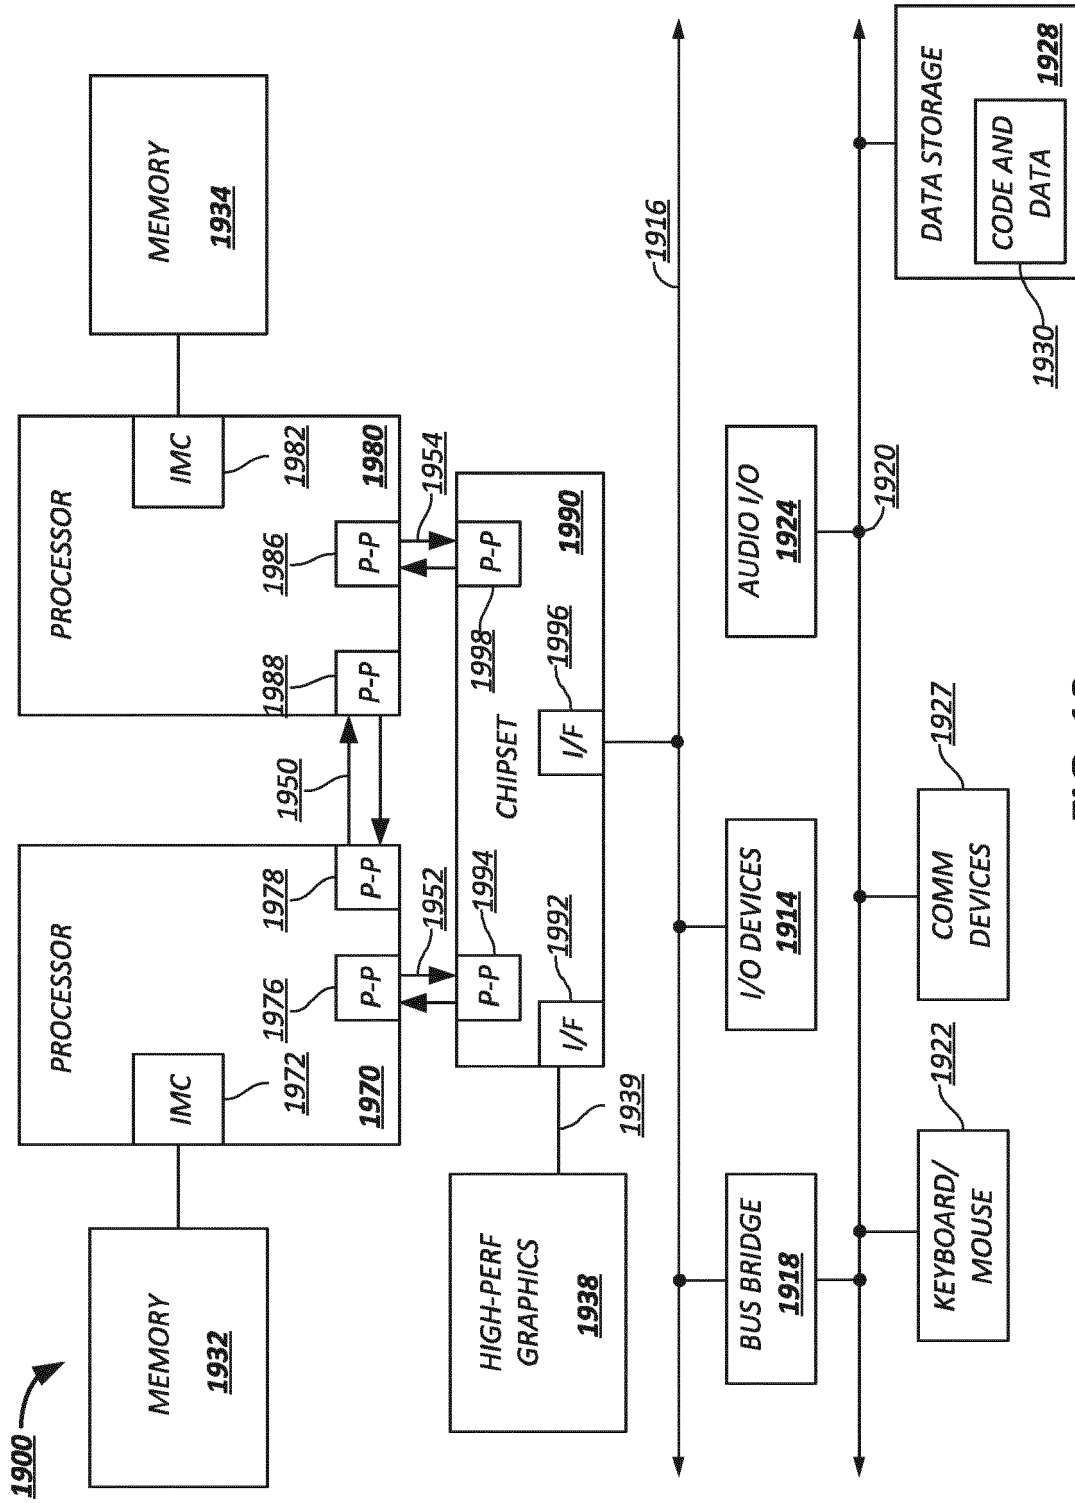 1900
MEMORY
1932
PROCESSOR
IMC
1972
1970
1976
P-P
1978
P-P
1950
PROCESSOR
1988
P-P
1986
P-P
IMC
1982
1980
MEMORY
1934
1952
1954
HIGH-PERF
GRAPHICS
1938
1939
P-P
1994
I/F
1992
CHIPSET
P-P
1998
I/F
1996
1990
1916
BUS BRIDGE
1918
I/O DEVICES
1914
AUDIO I/O
1924
1920
KEYBOARD/
MOUSE
1922
COMM
DEVICES
1927
DATA STORAGE
1928
CODE AND
DATA
1930